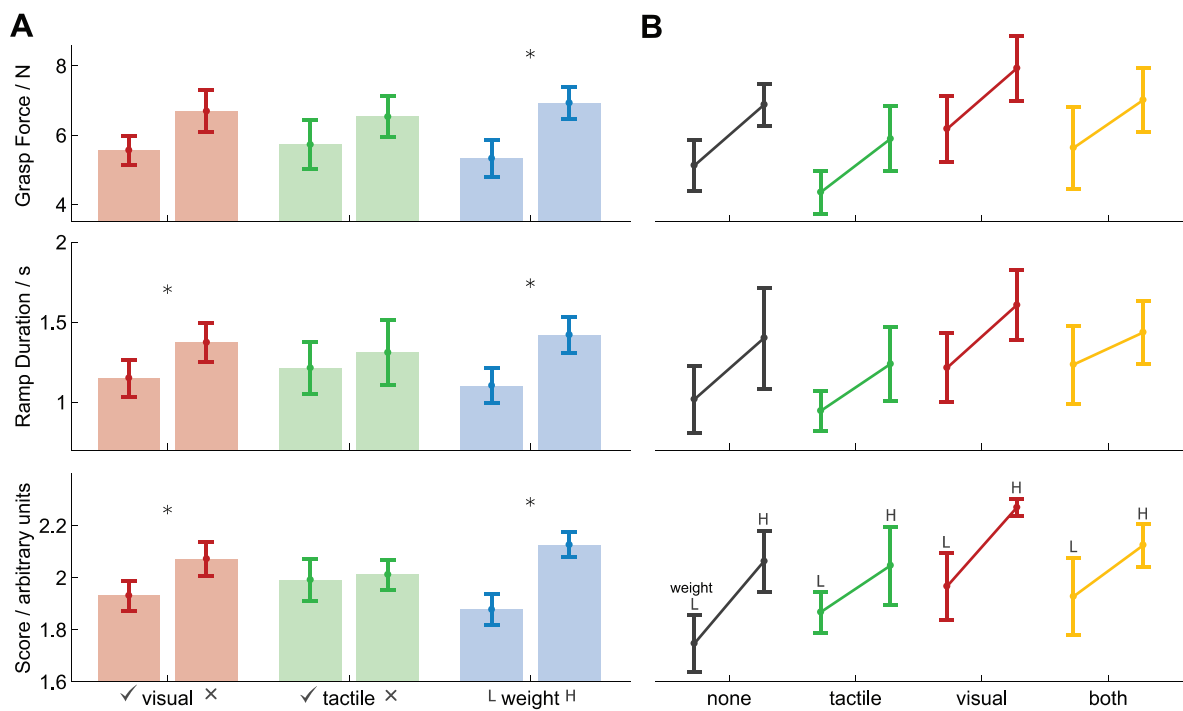 A
B
Grasp Force / N
8
6
4
*
Ramp Duration / s
2
1.5
1
*
*
Score / arbitrary units
2.2
2
1.8
1.6
*
*
✓ visual ×
✓ tactile ×
L weight H
weight
L
H
L
H
L
H
L
H
none
tactile
visual
both